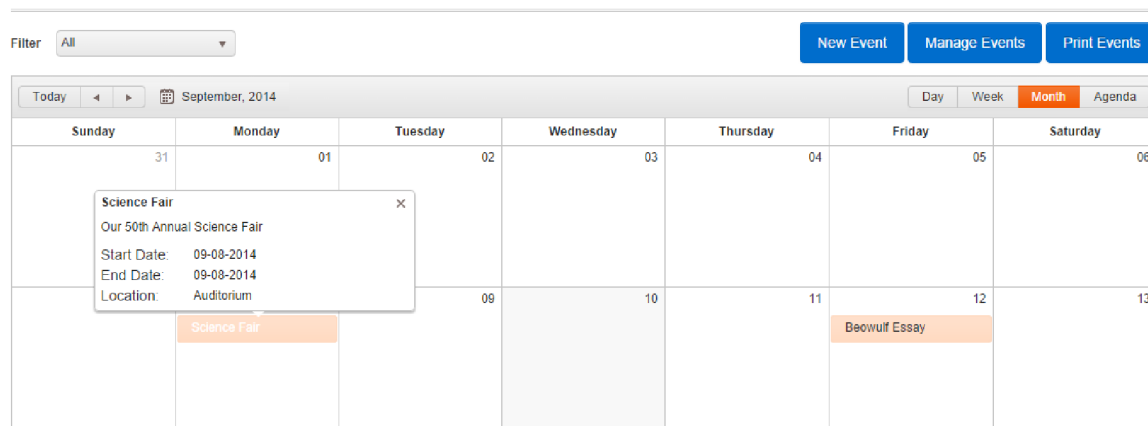 Filter All New Event Manage Events Print Events
Today September, 2014 Day Week Month Agenda
Sunday Monday Tuesday Wednesday Thursday Friday Saturday
31 01 02 03 04 05 06
Science Fair
Our 50th Annual Science Fair
Start Date: 09-08-2014
End Date: 09-08-2014
Location: Auditorium
09 10 11 12 13
Science Fair Beowulf Essay